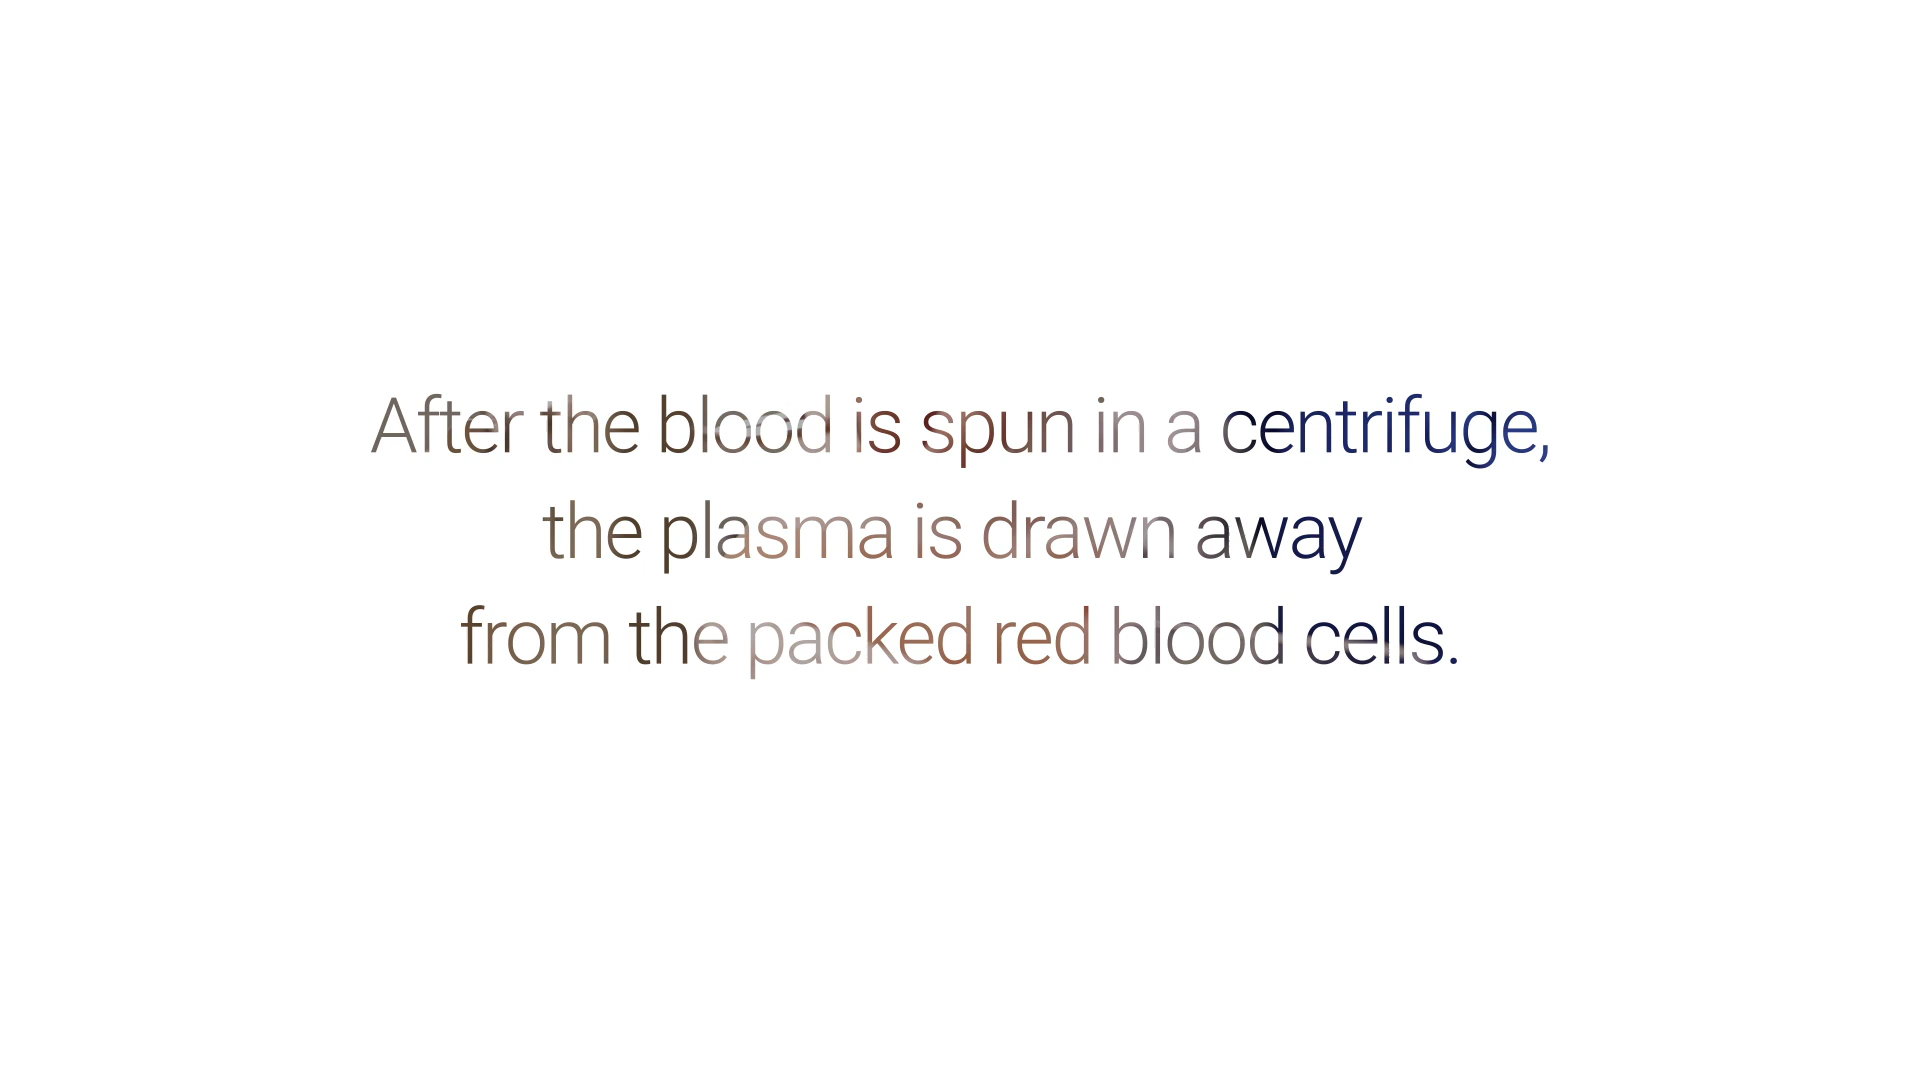 After the blood is spun in a centrifuge,
the plasma is drawn away
from the packed red blood cells.